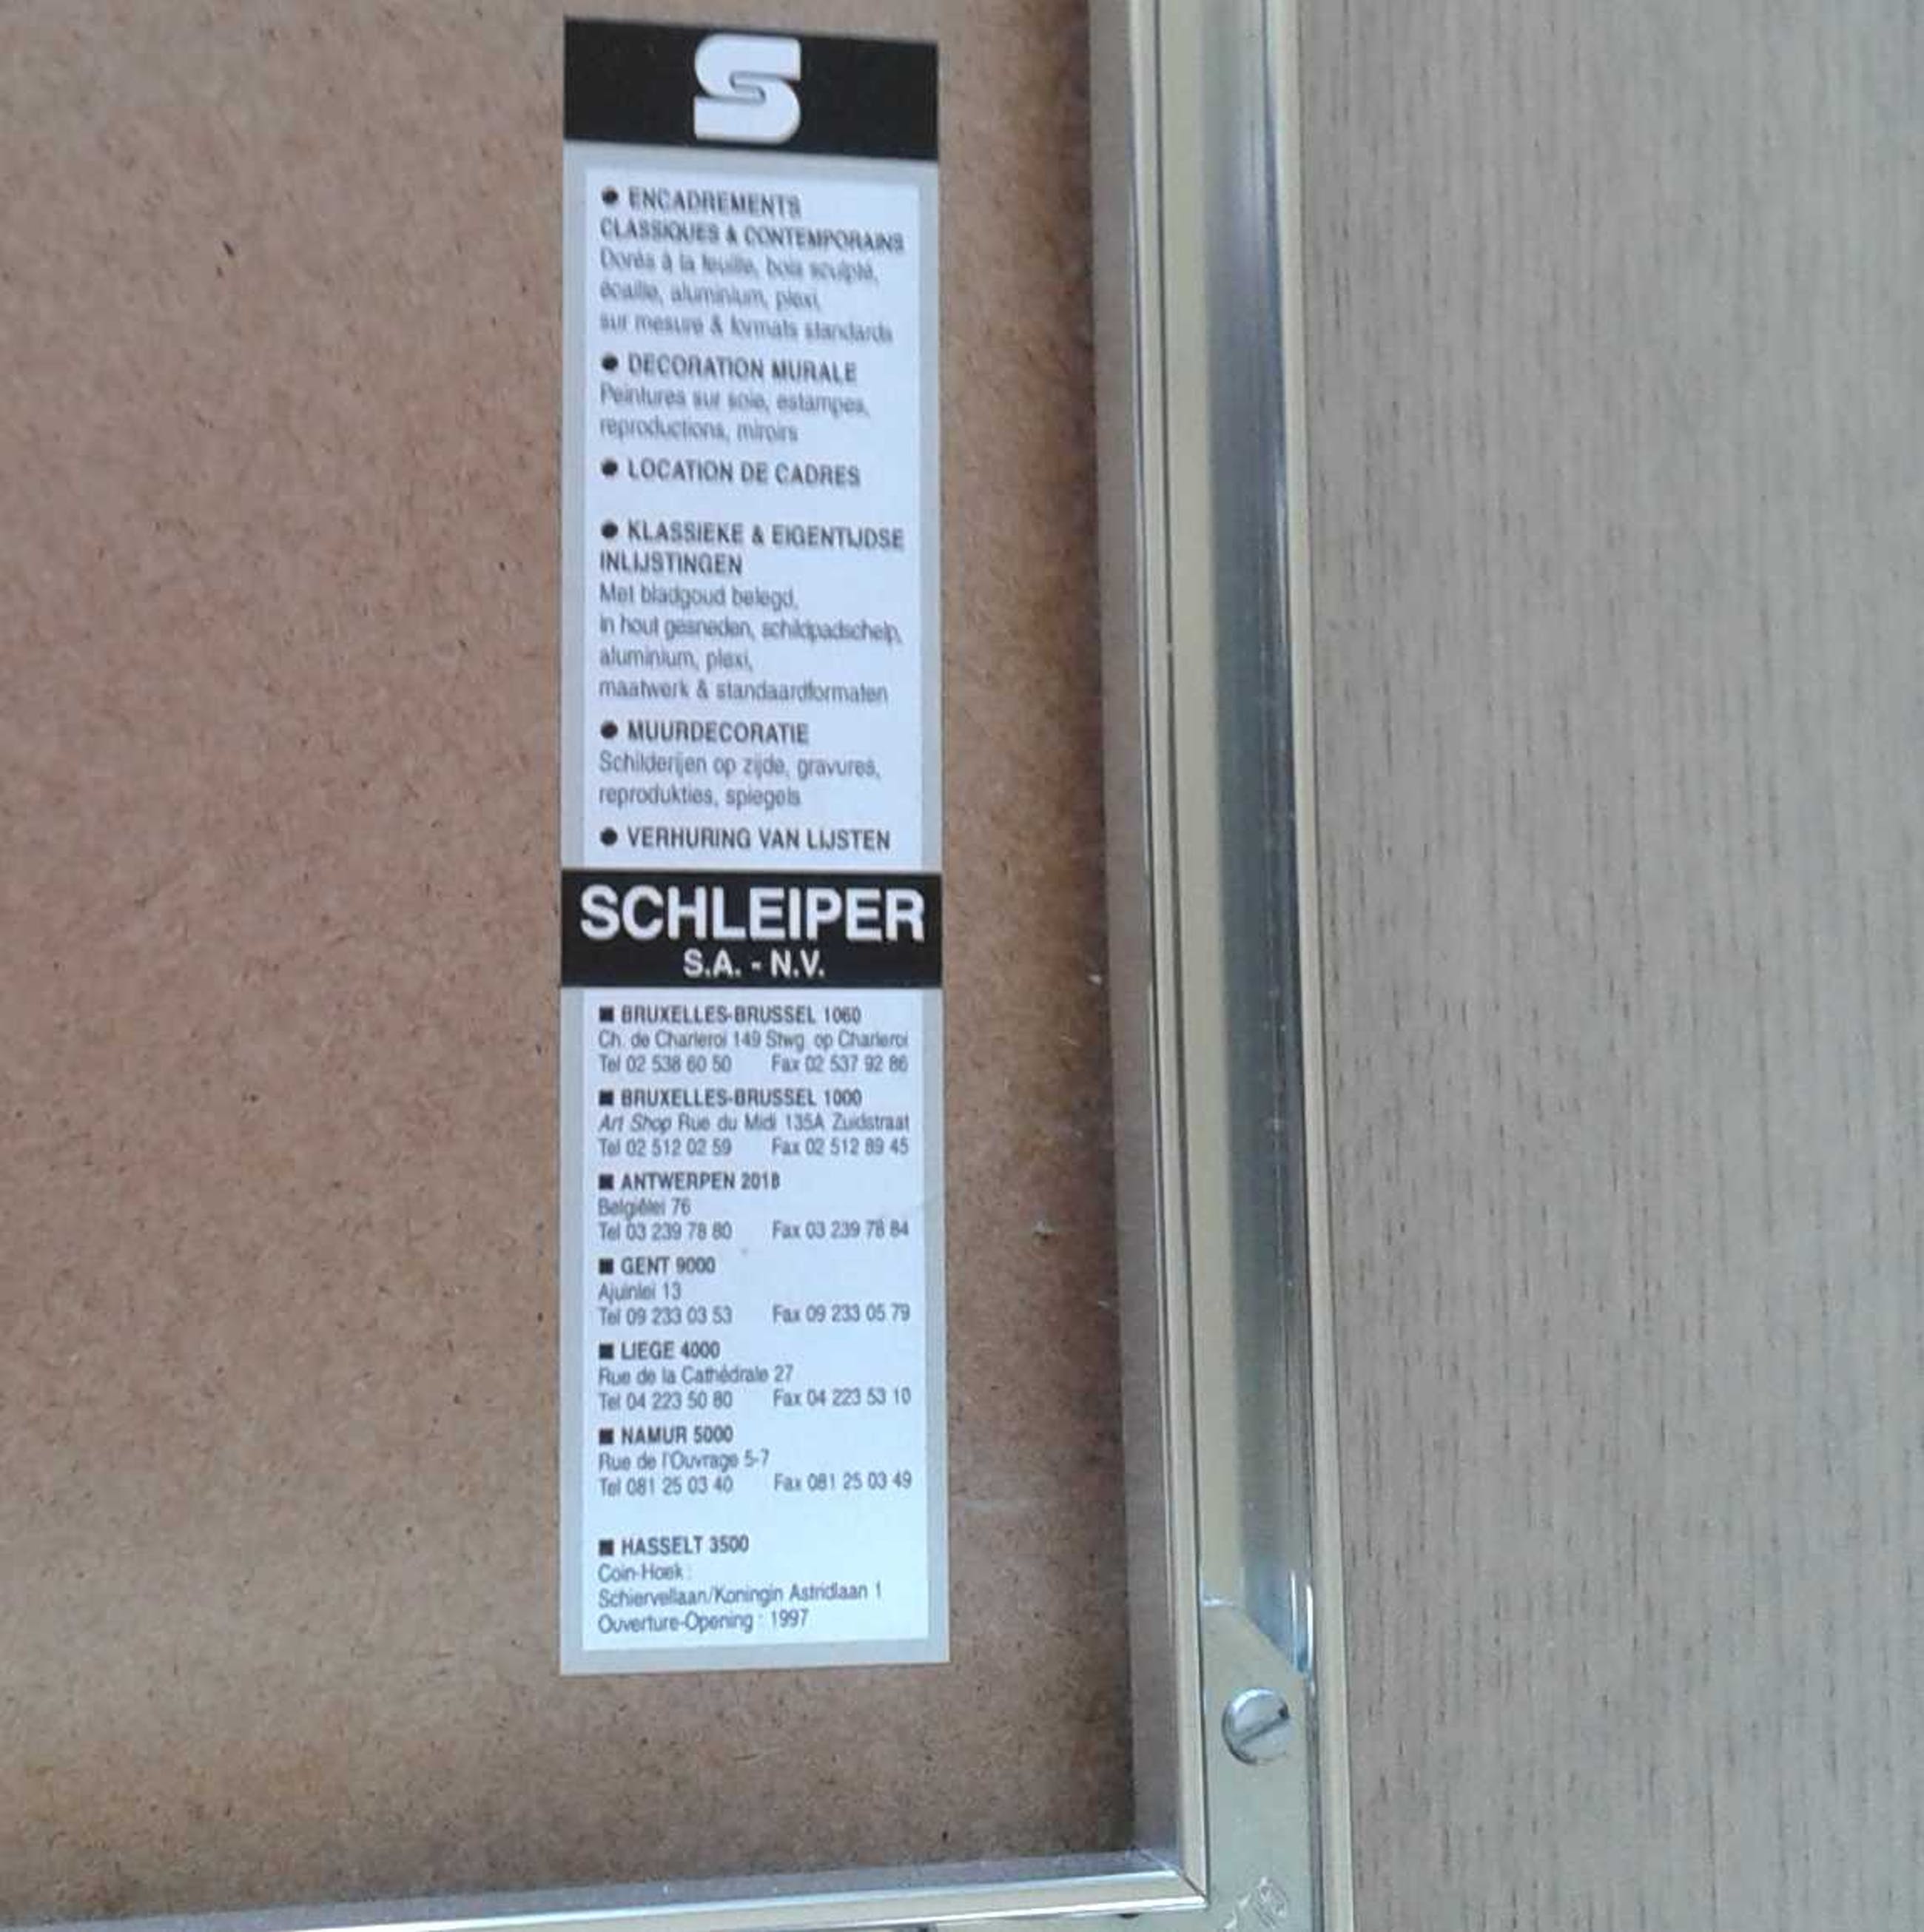 S
● ENCADREMENTS
CLASSIQUES & CONTEMPORAINS
Dorés à la feuille, bois sculpté,
écaille, aluminium, plexi,
sur mesure & formats standards
● DECORATION MURALE
Peintures sur soie, estampes,
reproductions, miroirs
● LOCATION DE CADRES
● KLASSIEKE & EIGENTIJDSE
INLIJSTINGEN
Met bladgoud belegd,
in hout gesneden, schildpadschelp,
aluminium, plexi,
maatwerk & standaardformaten
● MUURDECORATIE
Schilderijen op zijde, gravures,
reprodukties, spiegels
● VERHURING VAN LIJSTEN
SCHLEIPER
S.A. - N.V.
■ BRUXELLES-BRUSSEL 1060
Ch. de Charleroi 149 Stwg. op Charleroi
Tel 02 538 60 50 Fax 02 537 92 86
■ BRUXELLES-BRUSSEL 1000
Art Shop Rue du Midi 135A Zuidstraat
Tel 02 512 02 59 Fax 02 512 89 45
■ ANTWERPEN 2018
Belgiëlei 76
Tel 03 239 78 80 Fax 03 239 78 84
■ GENT 9000
Ajuinlei 13
Tel 09 233 03 53 Fax 09 233 05 79
■ LIEGE 4000
Rue de la Cathédrale 27
Tel 04 223 50 80 Fax 04 223 53 10
■ NAMUR 5000
Rue de l'Ouvrage 5-7
Tel 081 25 03 40 Fax 081 25 03 49
■ HASSELT 3500
Coin-Hoek :
Schiervellaan/Koningin Astridlaan 1
Ouverture-Opening : 1997